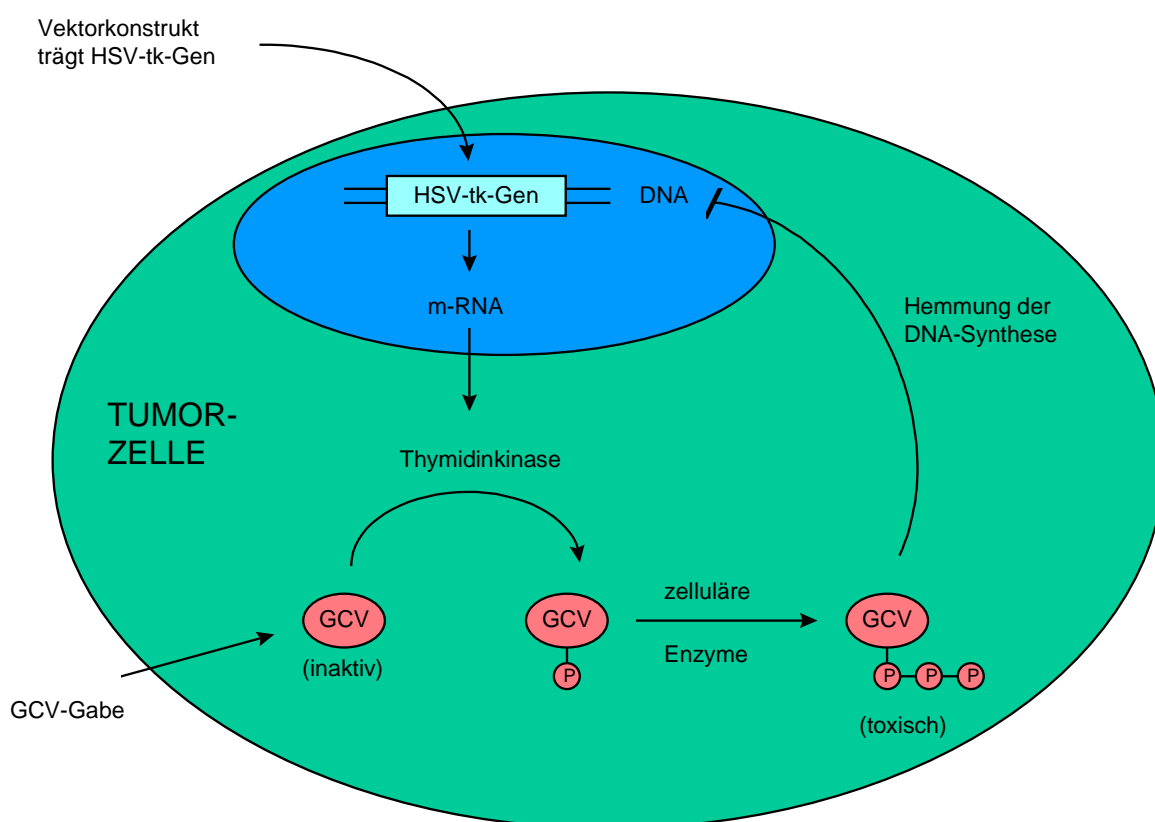 Vektorkonstrukt
trägt HSV-tk-Gen
HSV-tk-Gen
DNA
m-RNA
Hemmung der
DNA-Synthese
TUMOR-
ZELLE
Thymidinkinase
zelluläre
GCV
GCV
GCV
(inaktiv)
Enzyme
P
P
P
P
GCV-Gabe
(toxisch)